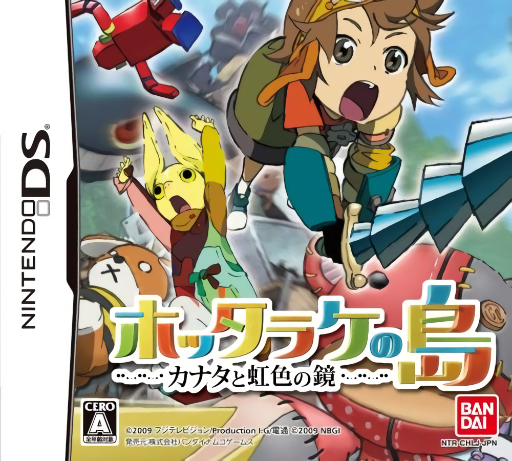 NINTENDO DS
ホッタラケの島
カナタと虹色の鏡
CERO
A
全年齢対象
©2009 フジテレビジョン/Production I.G/電通 ©2009 NBGI
発売元:株式会社バンダイナムコゲームス
BAN
DAI
NTR-CHLJ-JPN